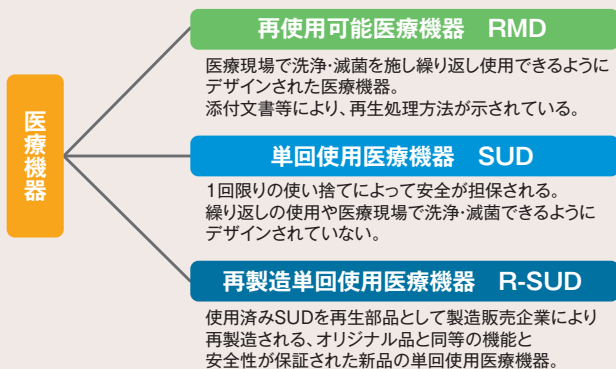 医療機器
再使用可能医療機器 RMD
医療現場で洗浄・滅菌を施し繰り返し使用できるように
デザインされた医療機器。
添付文書等により、再生処理方法が示されている。
単回使用医療機器 SUD
1回限りの使い捨てによって安全が担保される。
繰り返しの使用や医療現場で洗浄・滅菌できるように
デザインされていない。
再製造単回使用医療機器 R-SUD
使用済みSUDを再生部品として製造販売企業により
再製造される、オリジナル品と同等の機能と
安全性が保証された新品の単回使用医療機器。